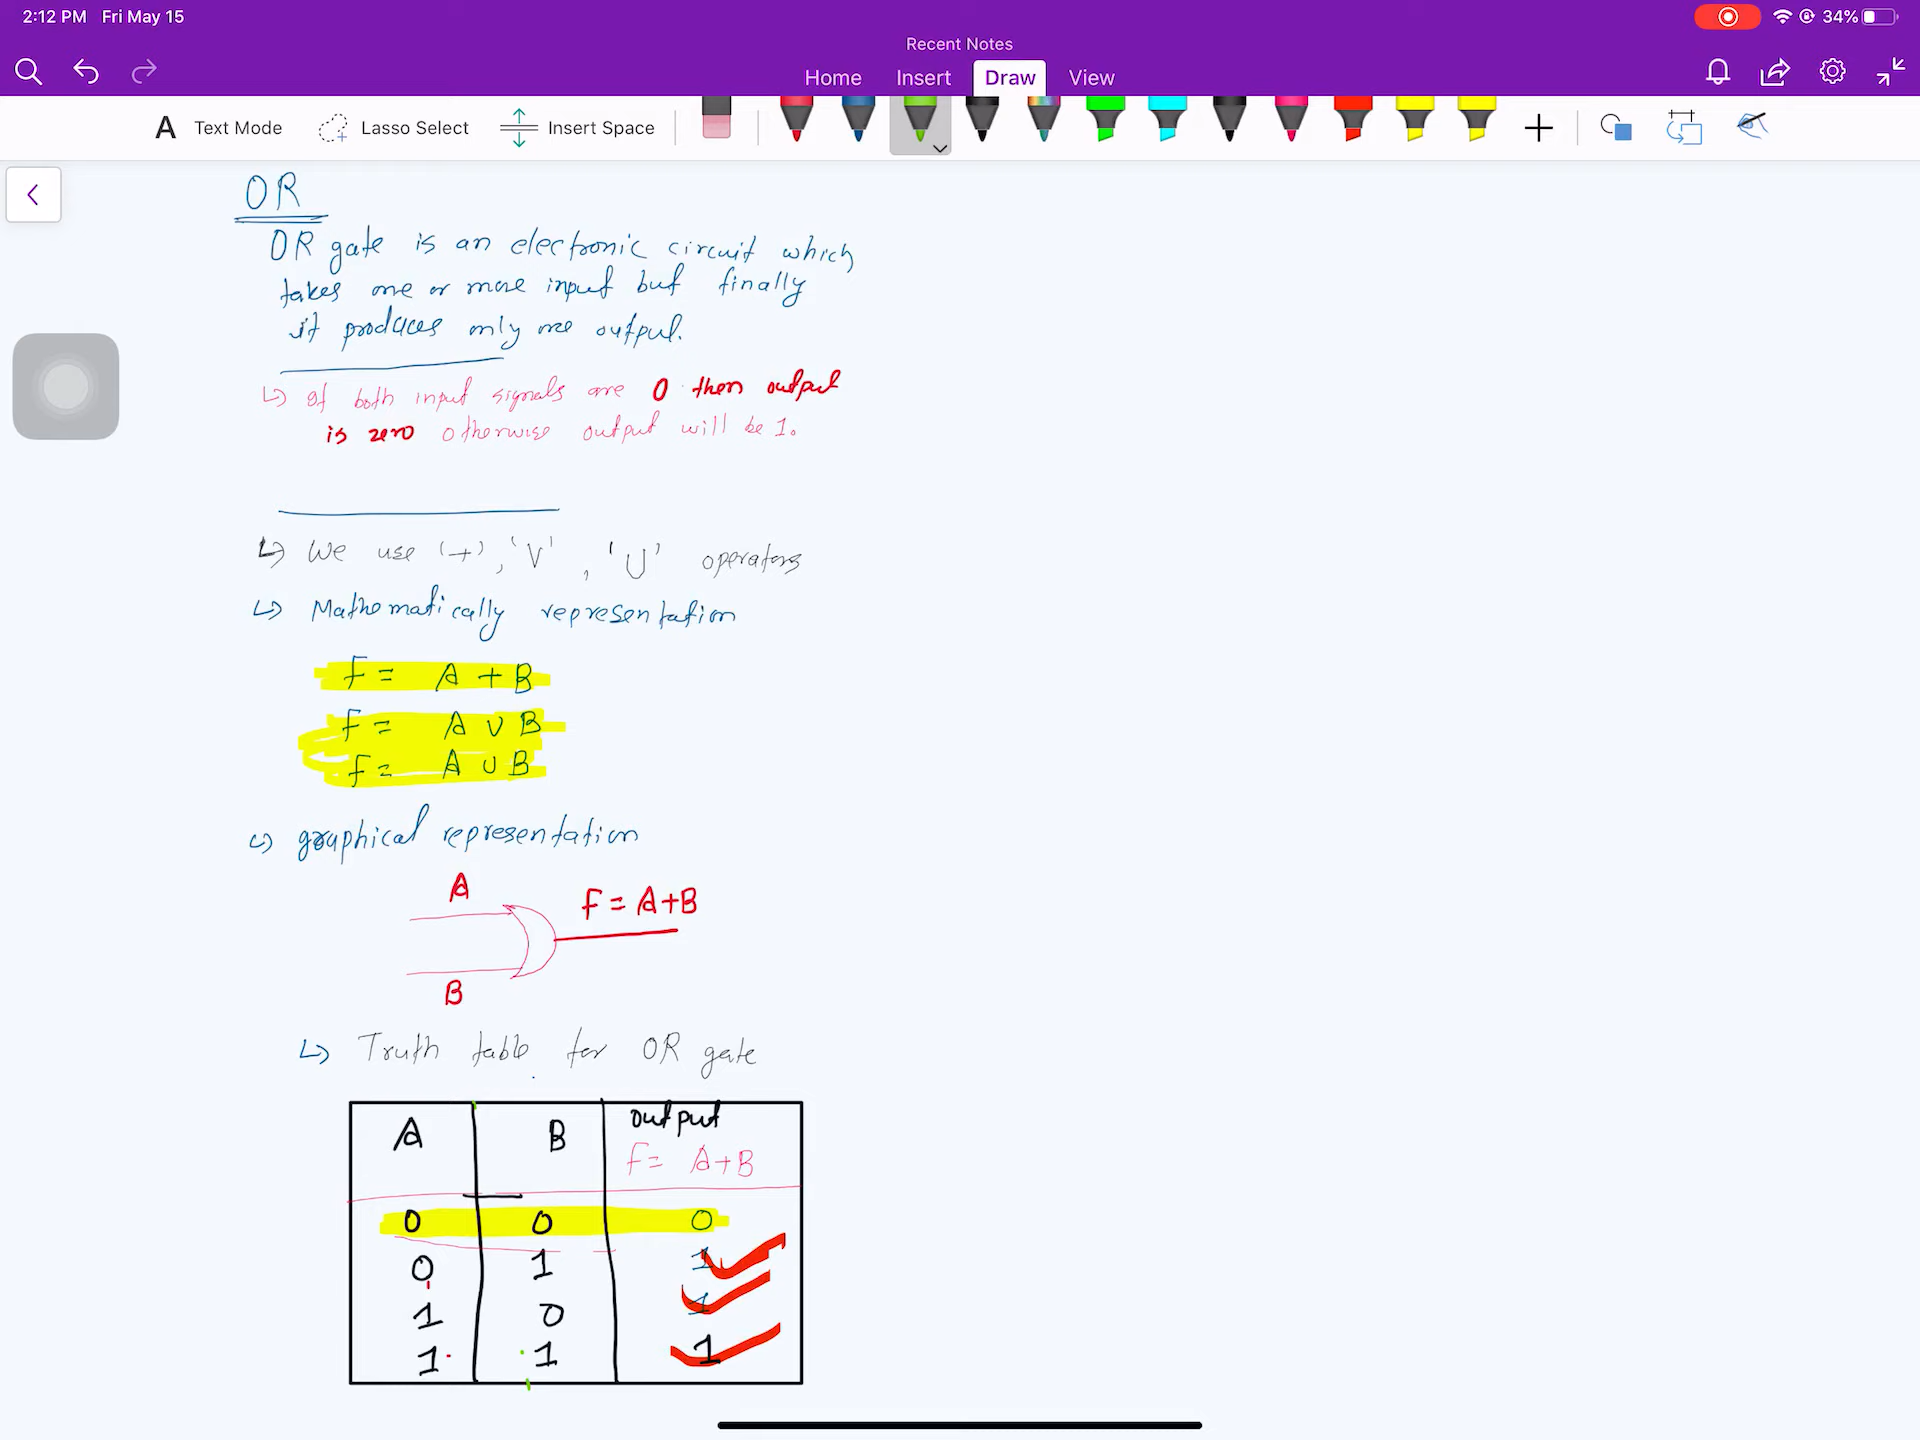 2:12 PM Fri May 15
34%
Recent Notes
Home Insert Draw View
A Text Mode Lasso Select Insert Space
OR
OR gate is an electronic circuit which
takes one or more input but finally
it produces only one output.
↳ If both input signals are 0 then output
is zero otherwise output will be 1.
↳ We use (+), 'V', 'U' operators
↳ Mathematically representation
F = A + B
F = A ∨ B
F = A ∪ B
↳ graphical representation
A
F = A+B
B
↳ Truth table for OR gate
A B output
F = A+B
0 0 0
0 1 1
1 0 1
1 1 1